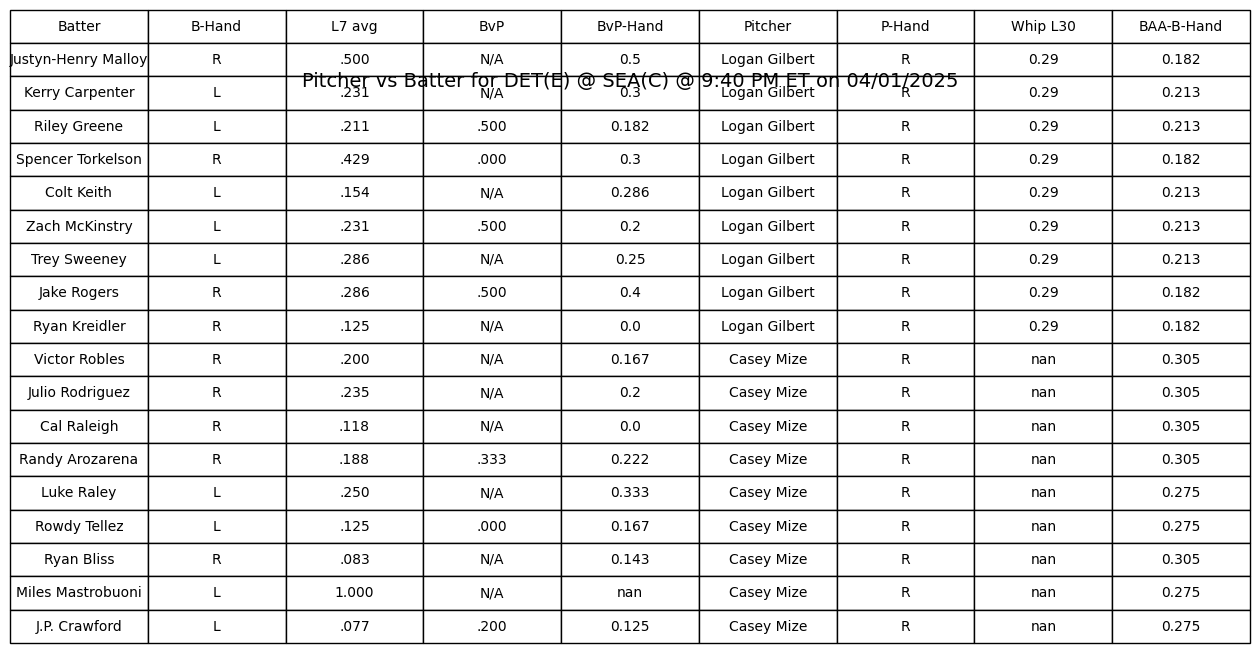 Batter B-Hand L7 avg BvP BvP-Hand Pitcher P-Hand Whip L30 BAA-B-Hand
Justyn-Henry Malloy R .500 N/A 0.5 Logan Gilbert R 0.29 0.182
Pitcher vs Batter for DET(E) @ SEA(C) @ 9:40 PM ET on 04/01/2025
Kerry Carpenter L .231 N/A 0.3 Logan Gilbert R 0.29 0.213
Riley Greene L .211 .500 0.182 Logan Gilbert R 0.29 0.213
Spencer Torkelson R .429 .000 0.3 Logan Gilbert R 0.29 0.182
Colt Keith L .154 N/A 0.286 Logan Gilbert R 0.29 0.213
Zach McKinstry L .231 .500 0.2 Logan Gilbert R 0.29 0.213
Trey Sweeney L .286 N/A 0.25 Logan Gilbert R 0.29 0.213
Jake Rogers R .286 .500 0.4 Logan Gilbert R 0.29 0.182
Ryan Kreidler R .125 N/A 0.0 Logan Gilbert R 0.29 0.182
Victor Robles R .200 N/A 0.167 Casey Mize R nan 0.305
Julio Rodriguez R .235 N/A 0.2 Casey Mize R nan 0.305
Cal Raleigh R .118 N/A 0.0 Casey Mize R nan 0.305
Randy Arozarena R .188 .333 0.222 Casey Mize R nan 0.305
Luke Raley L .250 N/A 0.333 Casey Mize R nan 0.275
Rowdy Tellez L .125 .000 0.167 Casey Mize R nan 0.275
Ryan Bliss R .083 N/A 0.143 Casey Mize R nan 0.305
Miles Mastrobuoni L 1.000 N/A nan Casey Mize R nan 0.275
J.P. Crawford L .077 .200 0.125 Casey Mize R nan 0.275